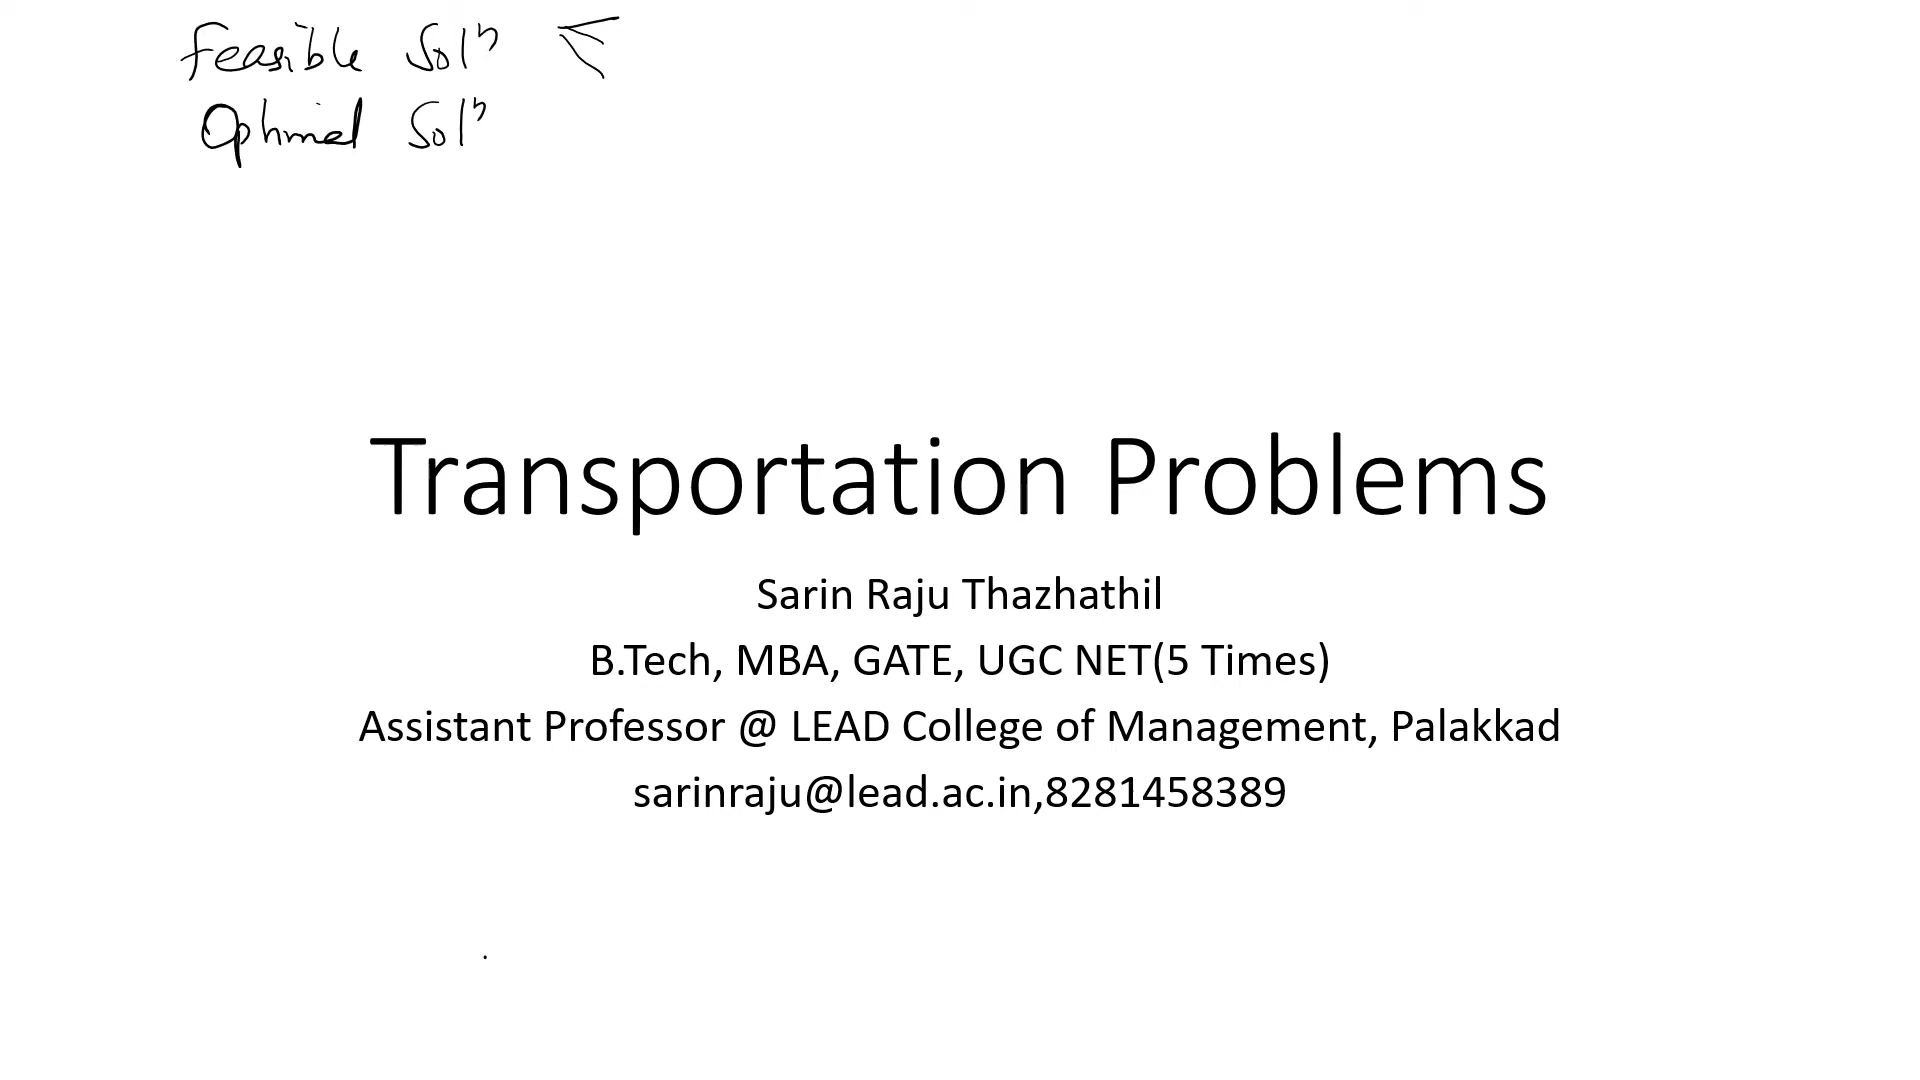 Feasible Solⁿ
Optimal Solⁿ
Transportation Problems
Sarin Raju Thazhathil
B.Tech, MBA, GATE, UGC NET(5 Times)
Assistant Professor @ LEAD College of Management, Palakkad
sarinraju@lead.ac.in,8281458389